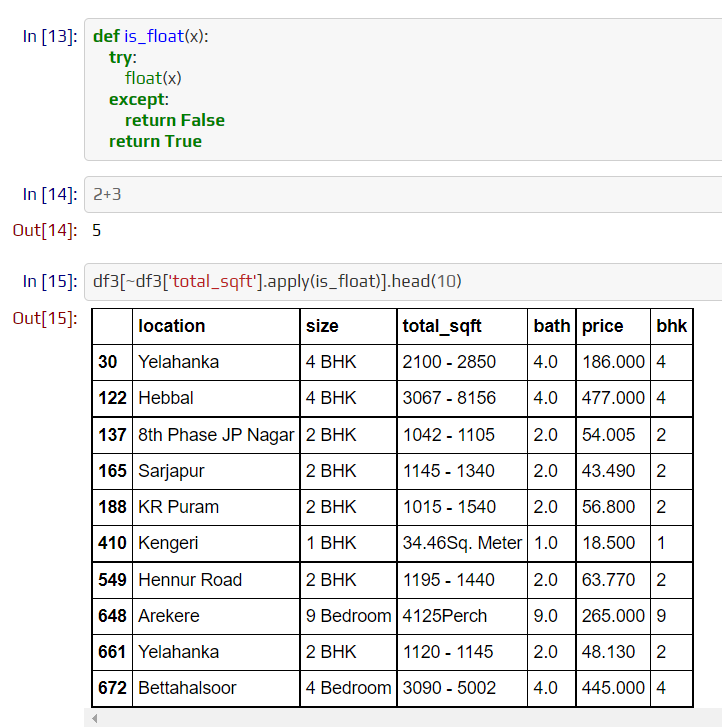 In [13]: def is_float(x):
try:
float(x)
except:
return False
return True
In [14]: 2+3
Out[14]: 5
In [15]: df3[~df3['total_sqft'].apply(is_float)].head(10)
Out[15]:
location size total_sqft bath price bhk
30 Yelahanka 4 BHK 2100 - 2850 4.0 186.000 4
122 Hebbal 4 BHK 3067 - 8156 4.0 477.000 4
137 8th Phase JP Nagar 2 BHK 1042 - 1105 2.0 54.005 2
165 Sarjapur 2 BHK 1145 - 1340 2.0 43.490 2
188 KR Puram 2 BHK 1015 - 1540 2.0 56.800 2
410 Kengeri 1 BHK 34.46Sq. Meter 1.0 18.500 1
549 Hennur Road 2 BHK 1195 - 1440 2.0 63.770 2
648 Arekere 9 Bedroom 4125Perch 9.0 265.000 9
661 Yelahanka 2 BHK 1120 - 1145 2.0 48.130 2
672 Bettahalsoor 4 Bedroom 3090 - 5002 4.0 445.000 4